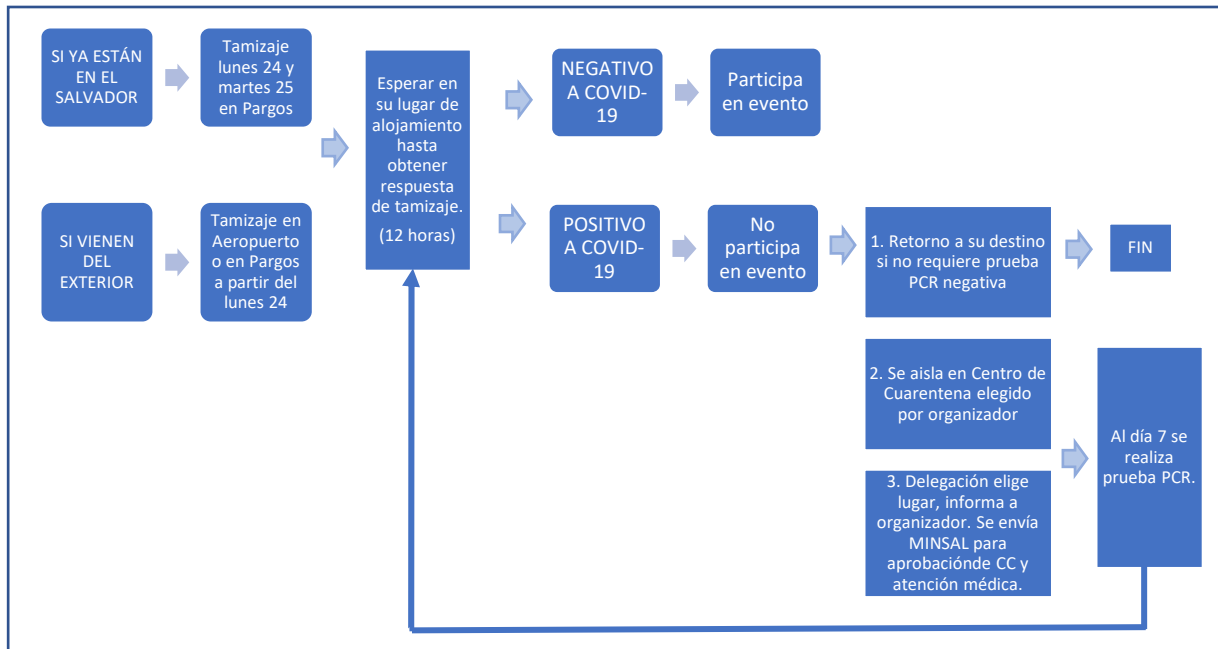 SI YA ESTÁN
EN EL
SALVADOR
Tamizaje
lunes 24 y
martes 25
en Pargos
Esperar en
su lugar de
alojamiento
hasta
obtener
respuesta
de tamizaje.
(12 horas)
NEGATIVO
A COVID-
19
Participa
en evento
SI VIENEN
DEL
EXTERIOR
Tamizaje en
Aeropuerto
o en Pargos
a partir del
lunes 24
POSITIVO
A COVID-
19
No
participa
en evento
1. Retorno a su destino
si no requiere prueba
PCR negativa
FIN
2. Se aisla en Centro de
Cuarentena elegido
por organizador
3. Delegación elige
lugar, informa a
organizador. Se envía
MINSAL para
aprobaciónde CC y
atención médica.
Al día 7 se
realiza
prueba PCR.